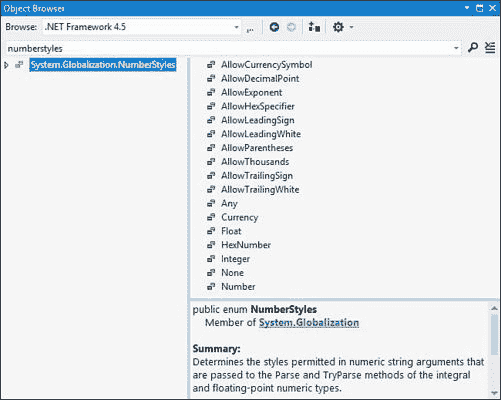 Object Browser
Browse: .NET Framework 4.5
...
numberstyles
System.Globalization.NumberStyles
AllowCurrencySymbol
AllowDecimalPoint
AllowExponent
AllowHexSpecifier
AllowLeadingSign
AllowLeadingWhite
AllowParentheses
AllowThousands
AllowTrailingSign
AllowTrailingWhite
Any
Currency
Float
HexNumber
Integer
None
Number
public enum NumberStyles
Member of System.Globalization
Summary:
Determines the styles permitted in numeric string arguments that
are passed to the Parse and TryParse methods of the integral
and floating-point numeric types.